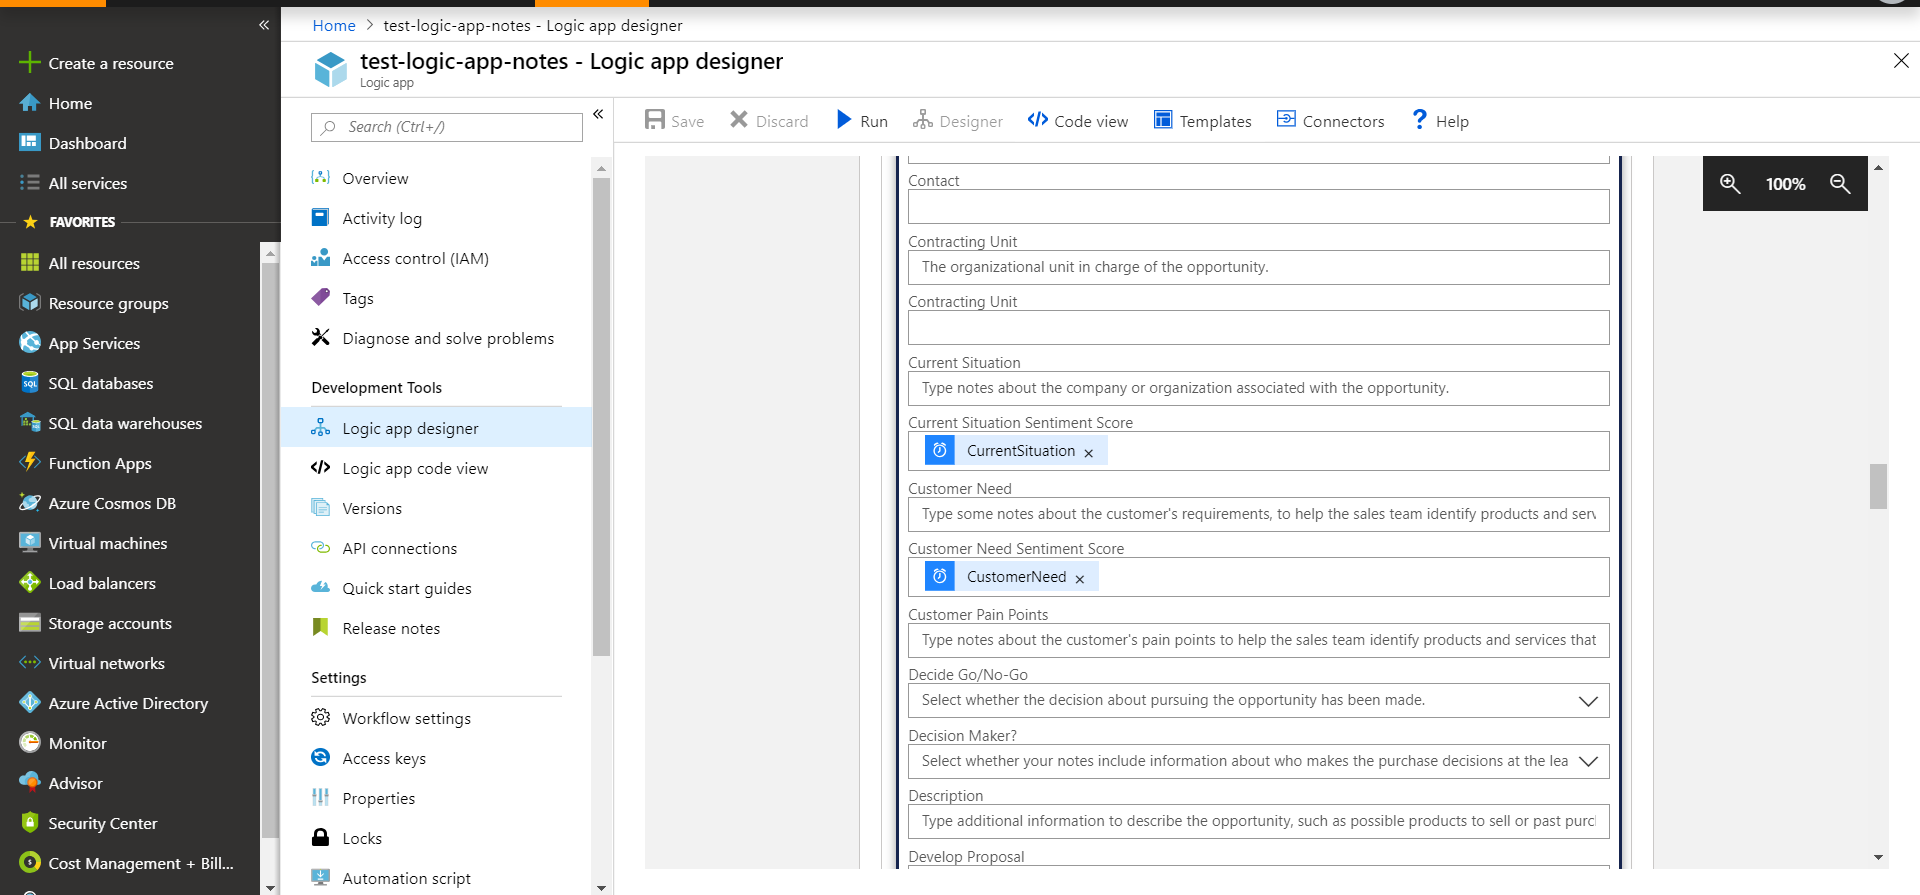 Home > test-logic-app-notes - Logic app designer
test-logic-app-notes - Logic app designer
Logic app
Create a resource
Home
Dashboard
All services
FAVORITES
All resources
Resource groups
App Services
SQL databases
SQL data warehouses
Function Apps
Azure Cosmos DB
Virtual machines
Load balancers
Storage accounts
Virtual networks
Azure Active Directory
Monitor
Advisor
Security Center
Cost Management + Bill...
Search (Ctrl+/)
Overview
Activity log
Access control (IAM)
Tags
Diagnose and solve problems
Development Tools
Logic app designer
Logic app code view
Versions
API connections
Quick start guides
Release notes
Settings
Workflow settings
Access keys
Properties
Locks
Automation script
Save Discard Run Designer Code view Templates Connectors Help
100%
Contact
Contracting Unit
The organizational unit in charge of the opportunity.
Contracting Unit
Current Situation
Type notes about the company or organization associated with the opportunity.
Current Situation Sentiment Score
CurrentSituation ×
Customer Need
Type some notes about the customer's requirements, to help the sales team identify products and serv
Customer Need Sentiment Score
CustomerNeed ×
Customer Pain Points
Type notes about the customer's pain points to help the sales team identify products and services that
Decide Go/No-Go
Select whether the decision about pursuing the opportunity has been made.
Decision Maker?
Select whether your notes include information about who makes the purchase decisions at the lea
Description
Type additional information to describe the opportunity, such as possible products to sell or past purc
Develop Proposal